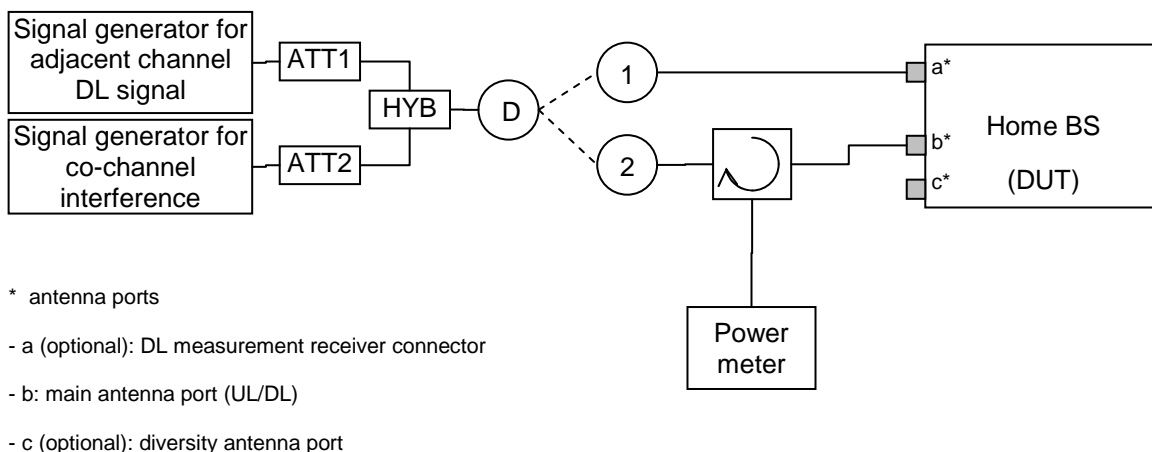 Signal generator for
adjacent channel
DL signal
ATT1
HYB
Signal generator for
co-channel
interference
ATT2
D
1
2
a*
b*
c*
Home BS
(DUT)
Power
meter
* antenna ports
- a (optional): DL measurement receiver connector
- b: main antenna port (UL/DL)
- c (optional): diversity antenna port